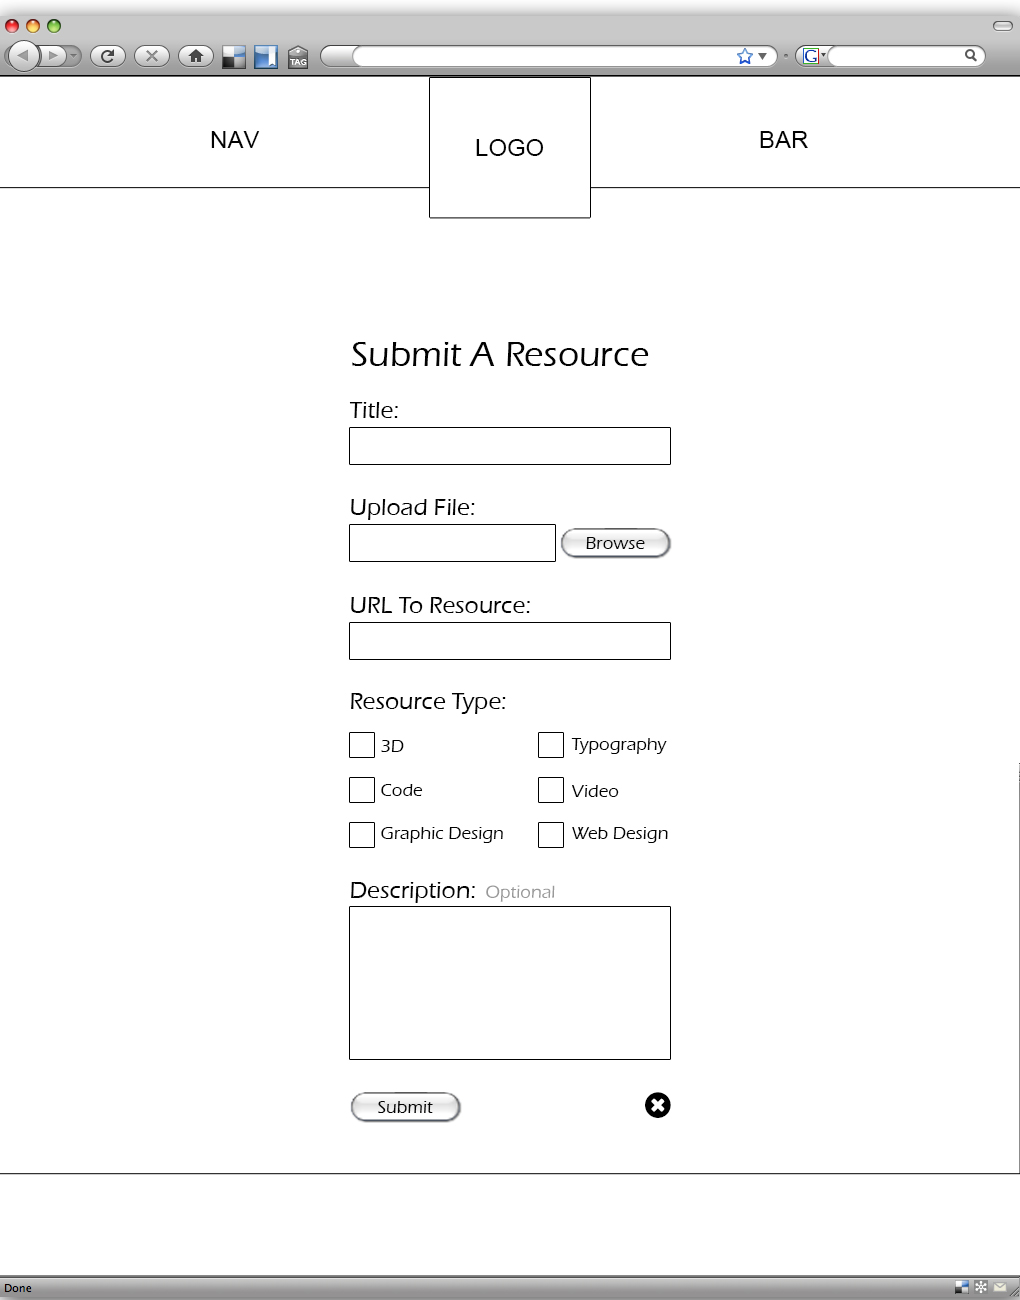 TAG
G
NAV
LOGO
BAR
Submit A Resource
Title:
Upload File:
Browse
URL To Resource:
Resource Type:
3D
Typography
Code
Video
Graphic Design
Web Design
Description: Optional
Submit
Done